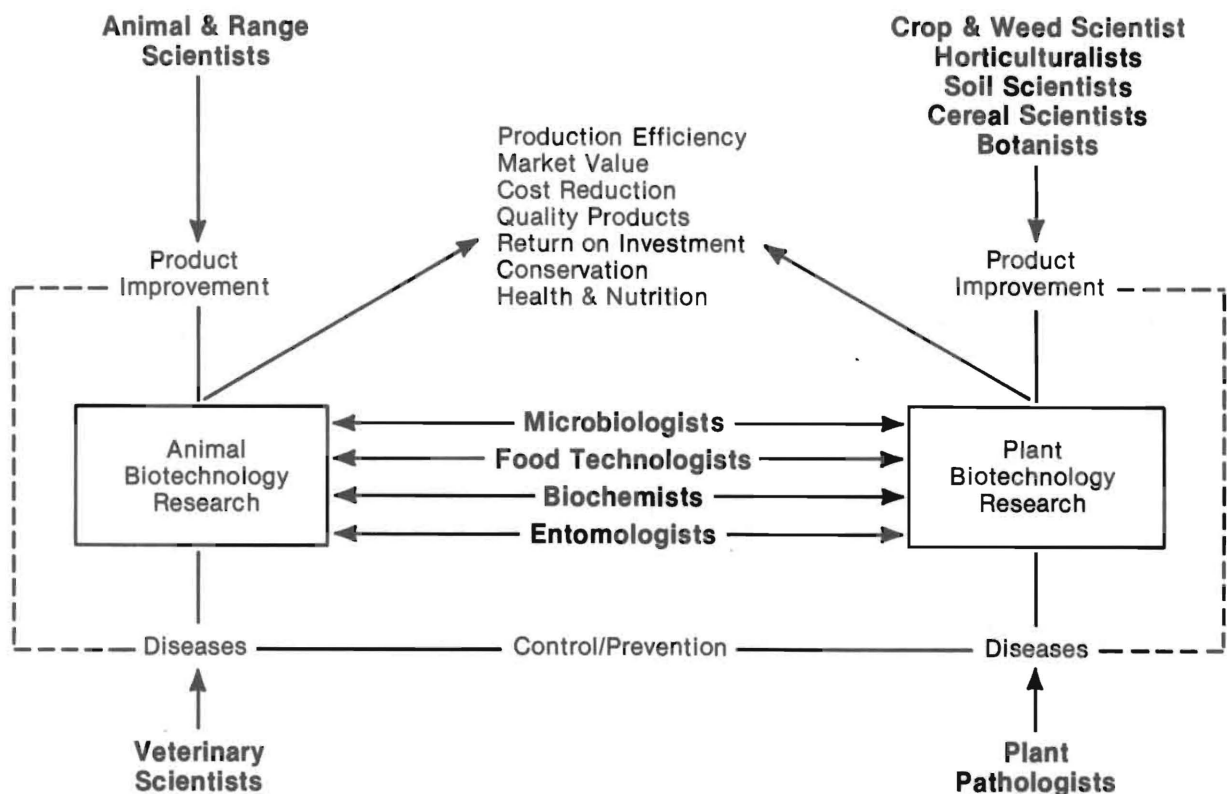 Animal & Range
Scientists
Crop & Weed Scientist
Horticulturalists
Soil Scientists
Cereal Scientists
Botanists
Production Efficiency
Market Value
Cost Reduction
Quality Products
Return on Investment
Conservation
Health & Nutrition
Product
Improvement
Product
Improvement
Animal
Biotechnology
Research
Microbiologists
Food Technologists
Biochemists
Entomologists
Plant
Biotechnology
Research
Diseases
Control/Prevention
Diseases
Veterinary
Scientists
Plant
Pathologists